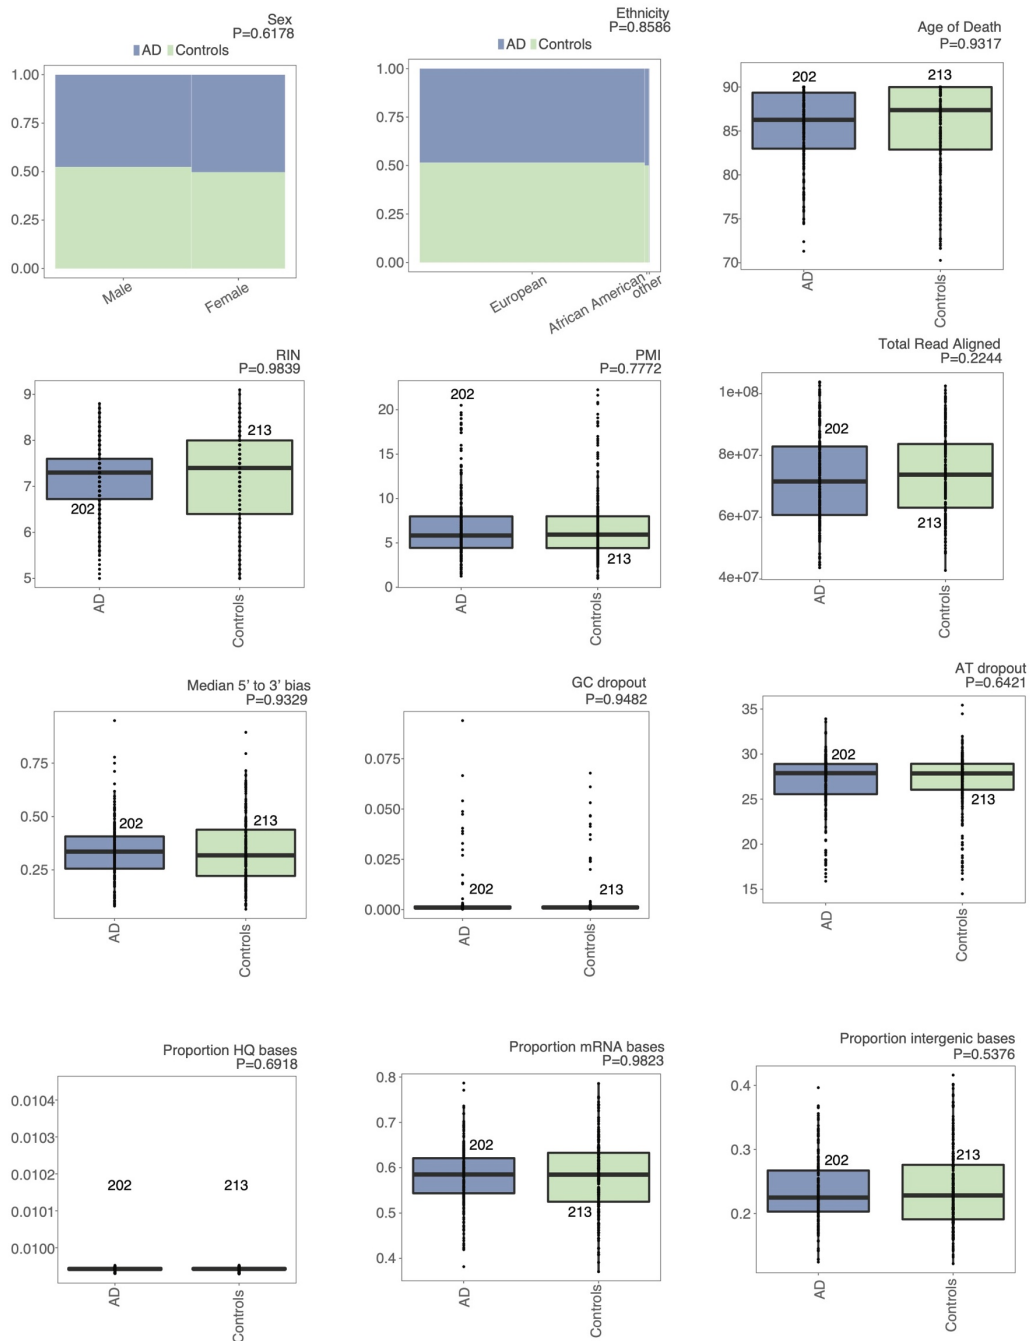 Sex
P=0.6178
AD Controls
1.00
0.75
0.50
0.25
0.00
Male
Female
Ethnicity
P=0.8586
AD Controls
1.00
0.75
0.50
0.25
0.00
European
African American
other
Age of Death
P=0.9317
202
213
90
85
80
75
70
AD
Controls
RIN
P=0.9839
9
8
7
6
5
213
202
AD
Controls
PMI
P=0.7772
20
15
10
5
0
202
213
AD
Controls
Total Read Aligned
P=0.2244
1e+08
8e+07
6e+07
4e+07
202
213
AD
Controls
Median 5' to 3' bias
P=0.9329
0.75
0.50
0.25
202
213
AD
Controls
GC dropout
P=0.9482
0.075
0.050
0.025
0.000
202
213
AD
Controls
AT dropout
P=0.6421
35
30
25
20
15
202
213
AD
Controls
Proportion HQ bases
P=0.6918
0.0104
0.0103
0.0102
0.0101
0.0100
202
213
AD
Controls
Proportion mRNA bases
P=0.9823
0.8
0.7
0.6
0.5
0.4
202
213
AD
Controls
Proportion intergenic bases
P=0.5376
0.4
0.3
0.2
202
213
AD
Controls